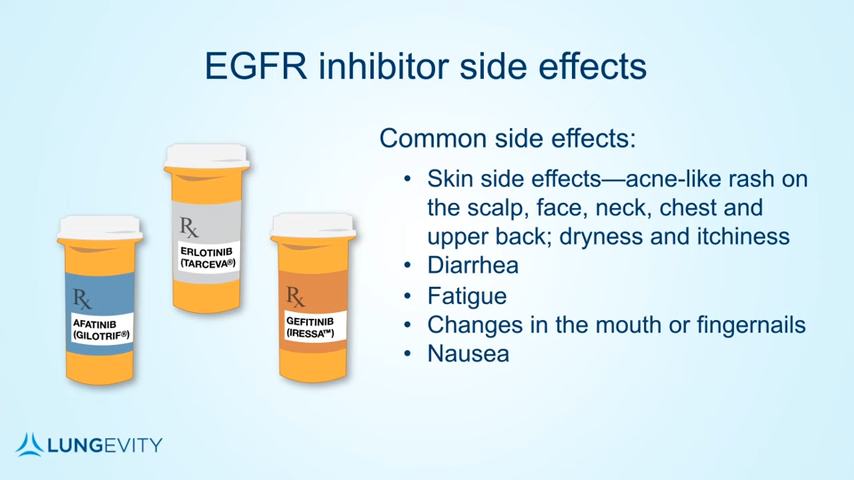 EGFR inhibitor side effects
Common side effects:
• Skin side effects—acne-like rash on
the scalp, face, neck, chest and
upper back; dryness and itchiness
• Diarrhea
• Fatigue
• Changes in the mouth or fingernails
• Nausea
Rx
ERLOTINIB
(TARCEVA®)
Rx
AFATINIB
(GILOTRIF®)
Rx
GEFITINIB
(IRESSA™)
LUNGEVITY